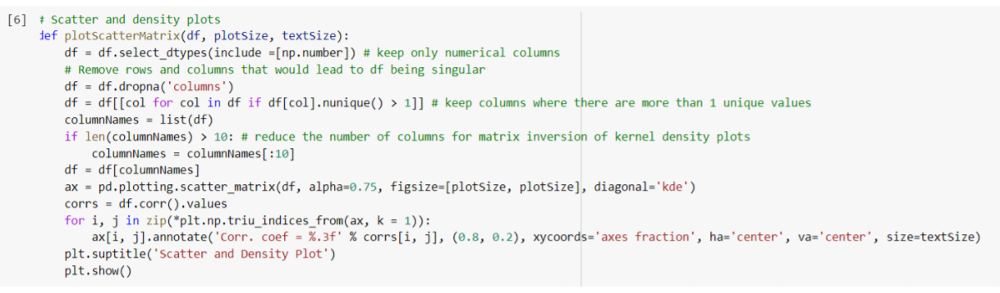 [6] # Scatter and density plots
def plotScatterMatrix(df, plotSize, textSize):
    df = df.select_dtypes(include =[np.number]) # keep only numerical columns
    # Remove rows and columns that would lead to df being singular
    df = df.dropna('columns')
    df = df[[col for col in df if df[col].nunique() > 1]] # keep columns where there are more than 1 unique values
    columnNames = list(df)
    if len(columnNames) > 10: # reduce the number of columns for matrix inversion of kernel density plots
        columnNames = columnNames[:10]
    df = df[columnNames]
    ax = pd.plotting.scatter_matrix(df, alpha=0.75, figsize=[plotSize, plotSize], diagonal='kde')
    corrs = df.corr().values
    for i, j in zip(*plt.np.triu_indices_from(ax, k = 1)):
        ax[i, j].annotate('Corr. coef = %.3f' % corrs[i, j], (0.8, 0.2), xycoords='axes fraction', ha='center', va='center', size=textSize)
    plt.suptitle('Scatter and Density Plot')
    plt.show()